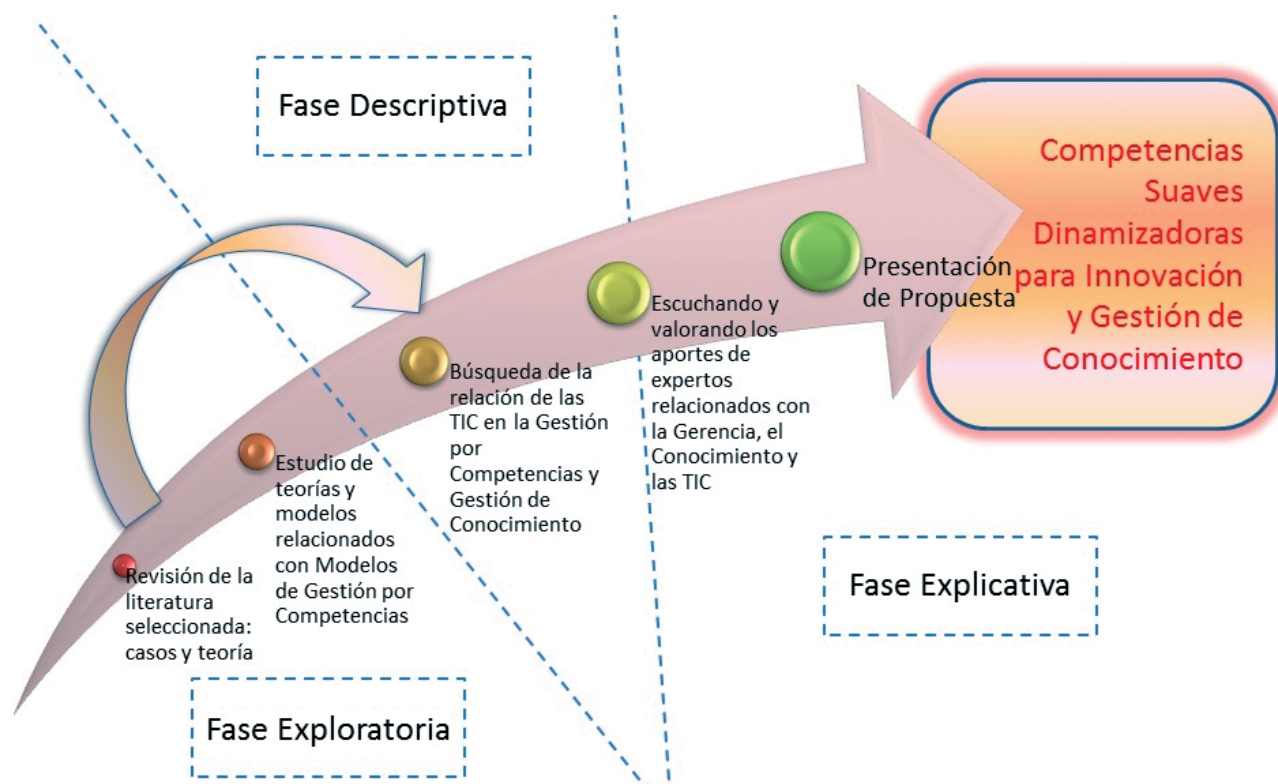 Fase Descriptiva
Competencias
Suaves
Dinamizadoras
para Innovación
y Gestión de
Conocimiento
Presentación
de Propuesta
Escuchando y
valorando los
aportes de
expertos
relacionados con
la Gerencia, el
Conocimiento y
las TIC
Búsqueda de la
relación de las
TIC en la Gestión
por
Competencias y
Gestión de
Conocimiento
Estudio de
teorías y
modelos
relacionados
con Modelos
de Gestión por
Competencias
Revisión de la
literatura
seleccionada:
casos y teoría
Fase Explicativa
Fase Exploratoria